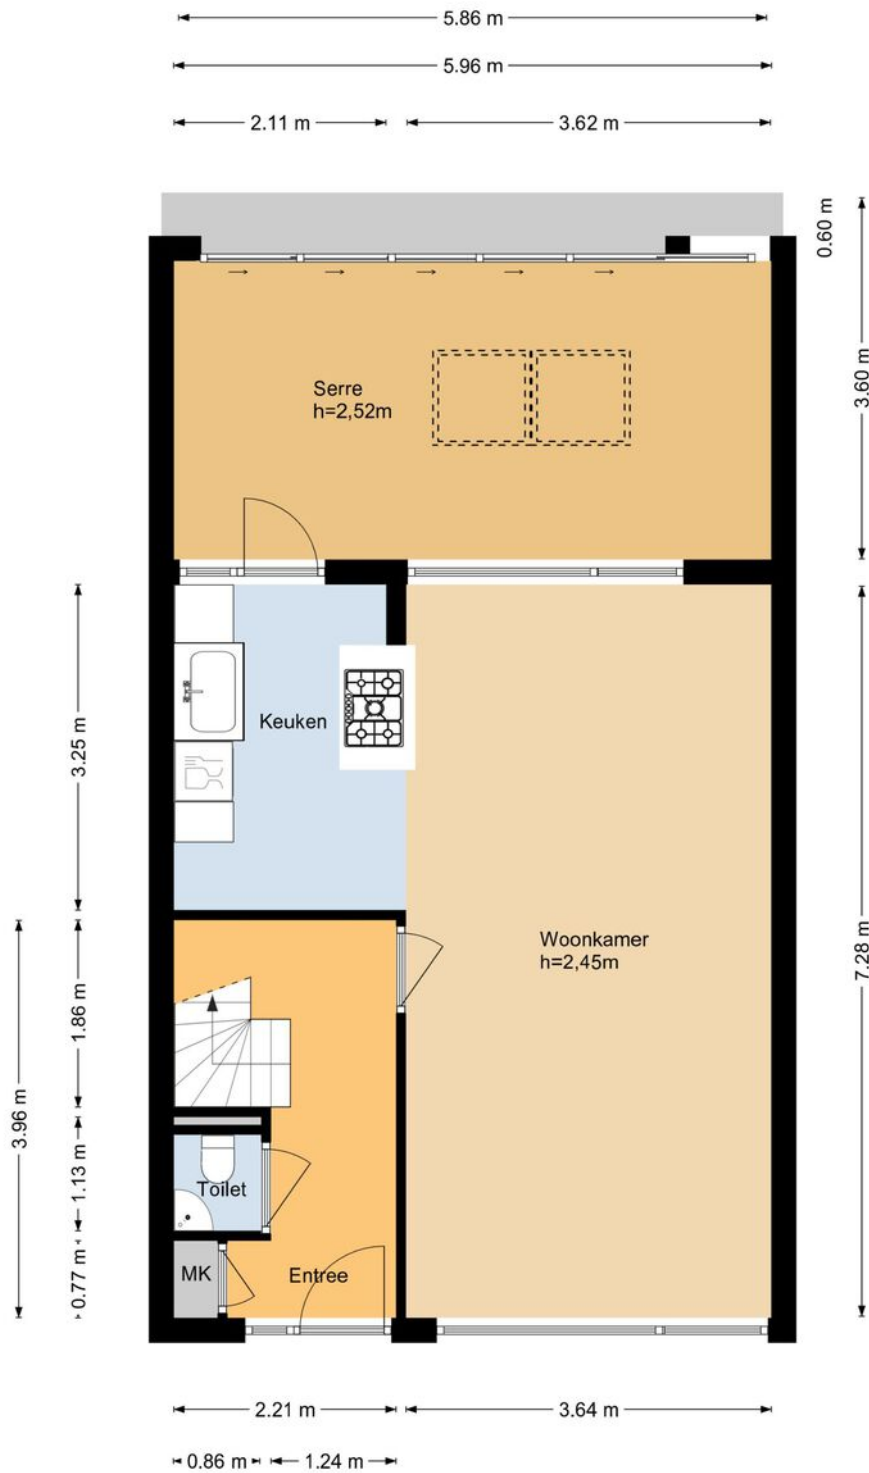 5.86 m
5.96 m
2.11 m
3.62 m
0.60 m
3.60 m
Serre
h=2,52m
3.25 m
Keuken
Woonkamer
h=2,45m
7.28 m
1.86 m
3.96 m
1.13 m
Toilet
0.77 m
MK
Entree
2.21 m
3.64 m
0.86 m
1.24 m